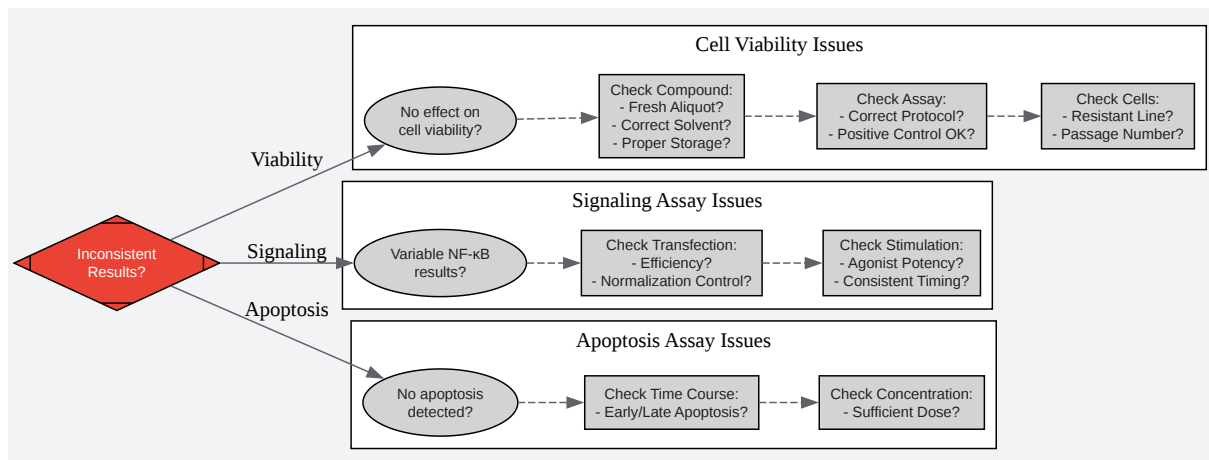 Inconsistent
Results?
Viability
Signaling
Apoptosis
Cell Viability Issues
No effect on
cell viability?
Check Compound:
- Fresh Aliquot?
- Correct Solvent?
- Proper Storage?
Check Assay:
- Correct Protocol?
- Positive Control OK?
Check Cells:
- Resistant Line?
- Passage Number?
Signaling Assay Issues
Variable NF-κB
results?
Check Transfection:
- Efficiency?
- Normalization Control?
Check Stimulation:
- Agonist Potency?
- Consistent Timing?
Apoptosis Assay Issues
No apoptosis
detected?
Check Time Course:
- Early/Late Apoptosis?
Check Concentration:
- Sufficient Dose?